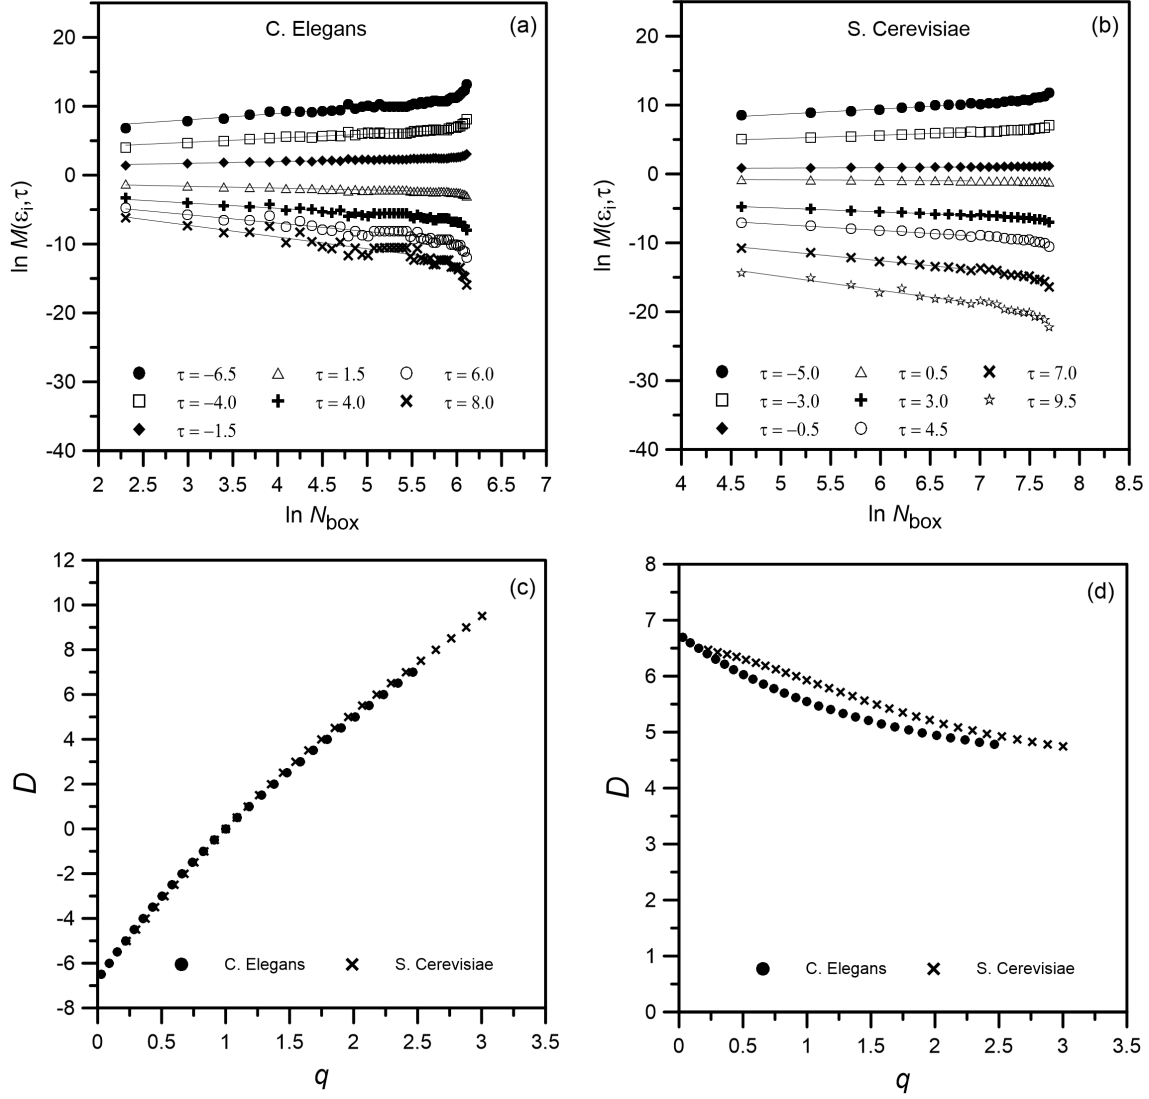 C. Elegans
(a)
20
10
0
-10
-20
-30
-40
ln M(εi,τ)
τ = −6.5 τ = 1.5 τ = 6.0
τ = −4.0 τ = 4.0 τ = 8.0
τ = −1.5
2 2.5 3 3.5 4 4.5 5 5.5 6 6.5 7
ln Nbox
S. Cerevisiae
(b)
20
10
0
-10
-20
-30
-40
ln M(εi,τ)
τ = −5.0 τ = 0.5 τ = 7.0
τ = −3.0 τ = 3.0 τ = 9.5
τ = −0.5 τ = 4.5
4 4.5 5 5.5 6 6.5 7 7.5 8 8.5
ln Nbox
(c)
12
10
8
6
4
2
0
-2
-4
-6
-8
D
C. Elegans S. Cerevisiae
0 0.5 1 1.5 2 2.5 3 3.5
q
(d)
8
7
6
5
4
3
2
1
0
D
C. Elegans S. Cerevisiae
0 0.5 1 1.5 2 2.5 3 3.5
q